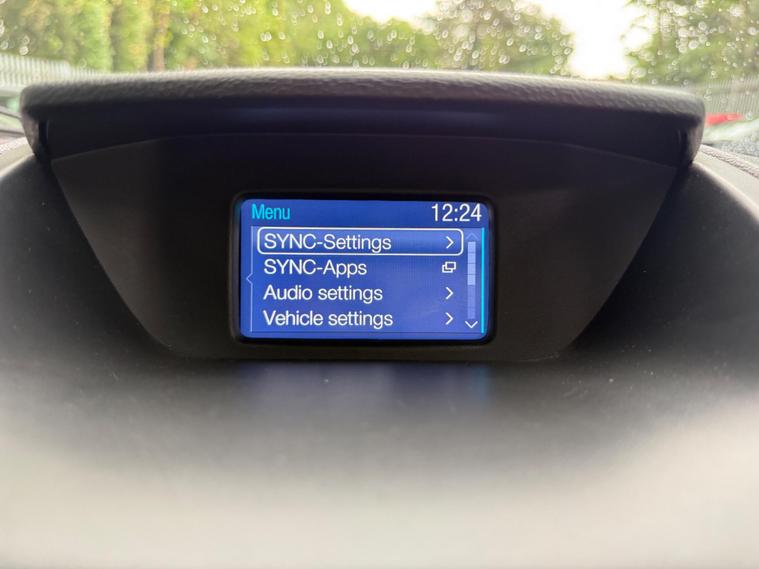 Menu 12:24
SYNC-Settings
SYNC-Apps
Audio settings
Vehicle settings